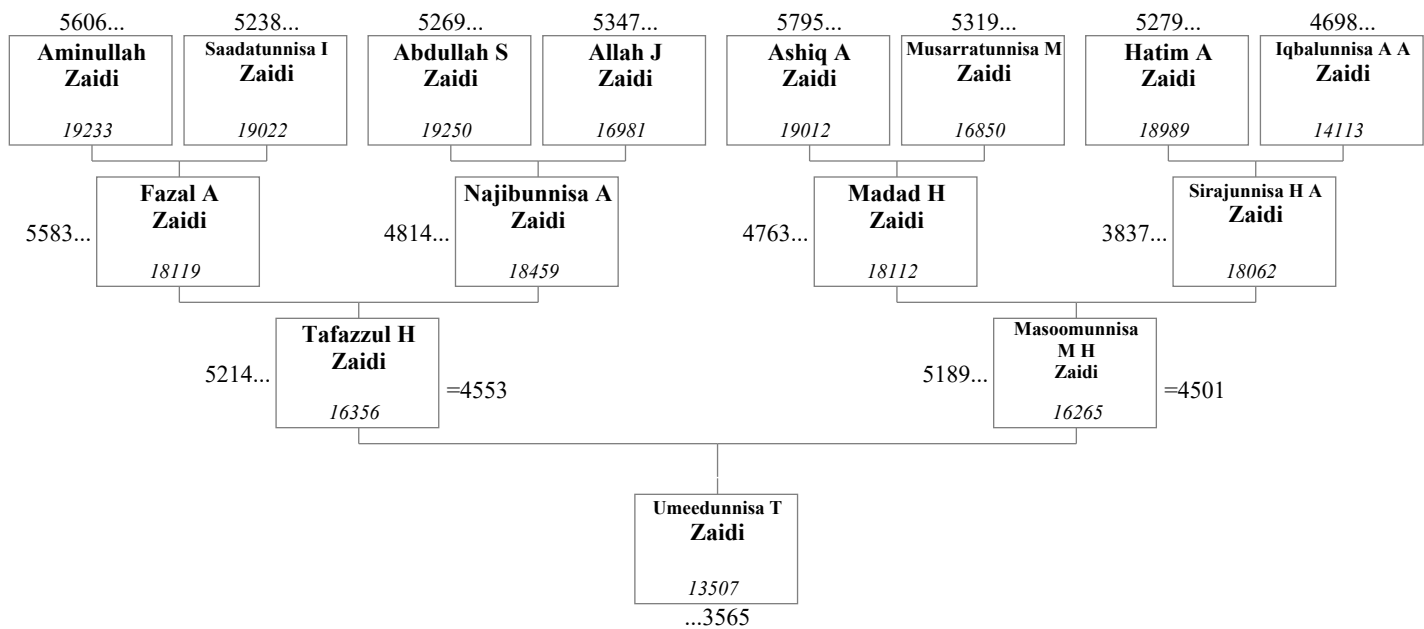 5606... 5238... 5269... 5347... 5795... 5319... 5279... 4698...
Aminullah
Zaidi
19233
Saadatunnisa I
Zaidi
19022
Abdullah S
Zaidi
19250
Allah J
Zaidi
16981
Ashiq A
Zaidi
19012
Musarratunnisa M
Zaidi
16850
Hatim A
Zaidi
18989
Iqbalunnisa A A
Zaidi
14113
5583...
Fazal A
Zaidi
18119
4814...
Najibunnisa A
Zaidi
18459
4763...
Madad H
Zaidi
18112
3837...
Sirajunnisa H A
Zaidi
18062
5214...
Tafazzul H
Zaidi
16356
=4553
5189...
Masoomunnisa
M H
Zaidi
16265
=4501
Umeedunnisa T
Zaidi
13507
...3565